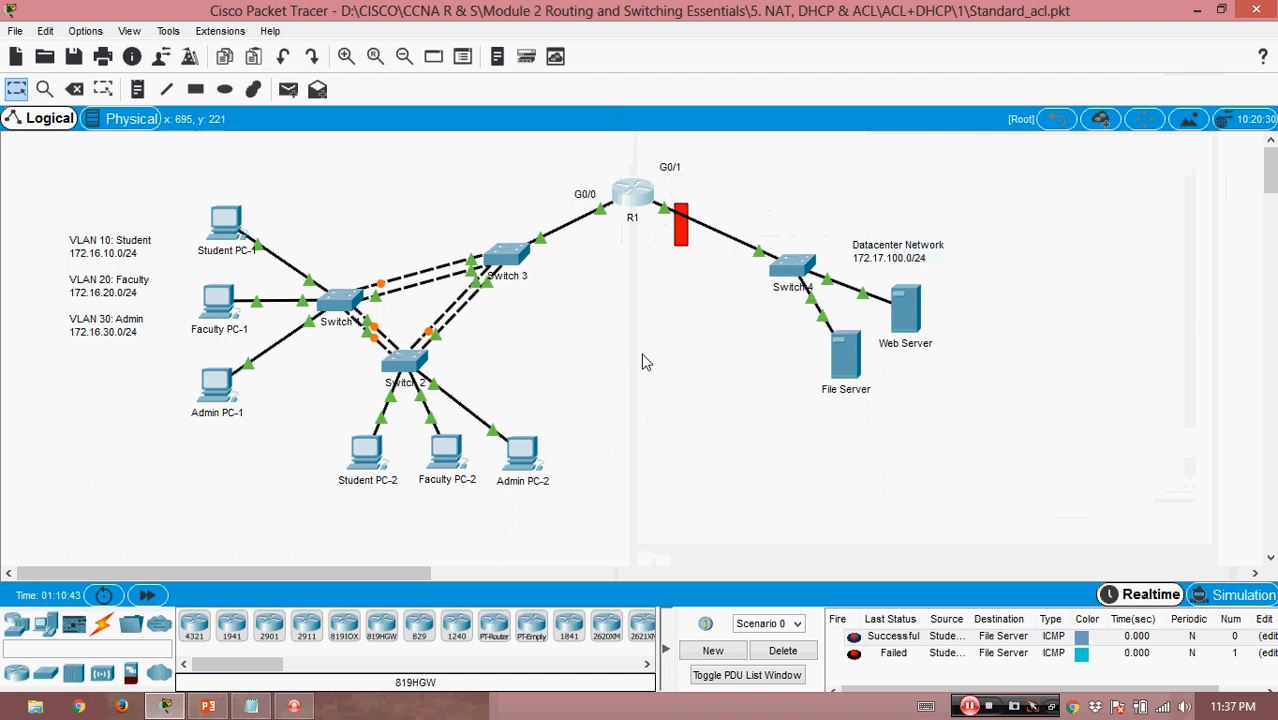 Cisco Packet Tracer - D:\CISCO\CCNA R & S\Module 2 Routing and Switching Essentials\5. NAT, DHCP & ACL\ACL+DHCP\1\Standard_acl.pkt
File Edit Options View Tools Extensions Help
Logical Physical x: 695, y: 221 [Root] 10:20:30
G0/1
G0/0
R1
Student PC-1
VLAN 10: Student
172.16.10.0/24
VLAN 20: Faculty
172.16.20.0/24
VLAN 30: Admin
172.16.30.0/24
Faculty PC-1
Admin PC-1
Switch 3
Switch
Switch 2
Student PC-2
Faculty PC-2
Admin PC-2
Datacenter Network
172.17.100.0/24
Switch 4
Web Server
File Server
Time: 01:10:43
Realtime Simulation
4321 1941 2901 2911 819IOX 819HGW 829 1240 PT-Router PT-Empty 1841 2620XM 2621XM
819HGW
Scenario 0
New Delete
Toggle PDU List Window
Fire Last Status Source Destination Type Color Time(sec) Periodic Num Edit
Successful Stude... File Server ICMP 0.000 N 0 (edit
Failed Stude... File Server ICMP 0.000 N 1 (edit
11:37 PM